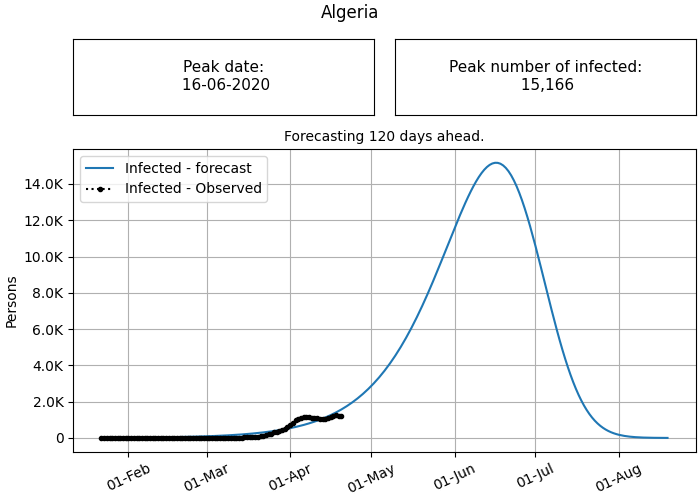 Algeria
Peak date:
16-06-2020
Peak number of infected:
15,166
Forecasting 120 days ahead.
Infected - forecast
Infected - Observed
Persons
14.0K
12.0K
10.0K
8.0K
6.0K
4.0K
2.0K
0
01-Feb
01-Mar
01-Apr
01-May
01-Jun
01-Jul
01-Aug